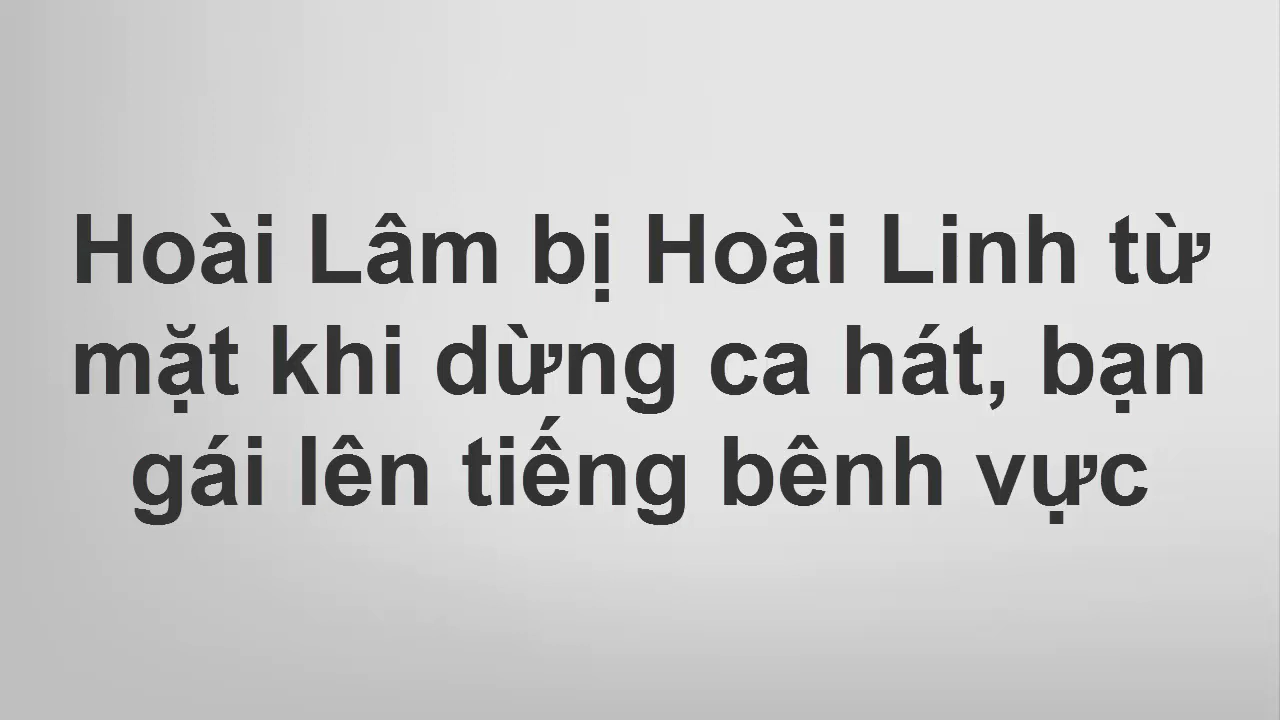 Hoài Lâm bị Hoài Linh từ
mặt khi dừng ca hát, bạn
gái lên tiếng bênh vực